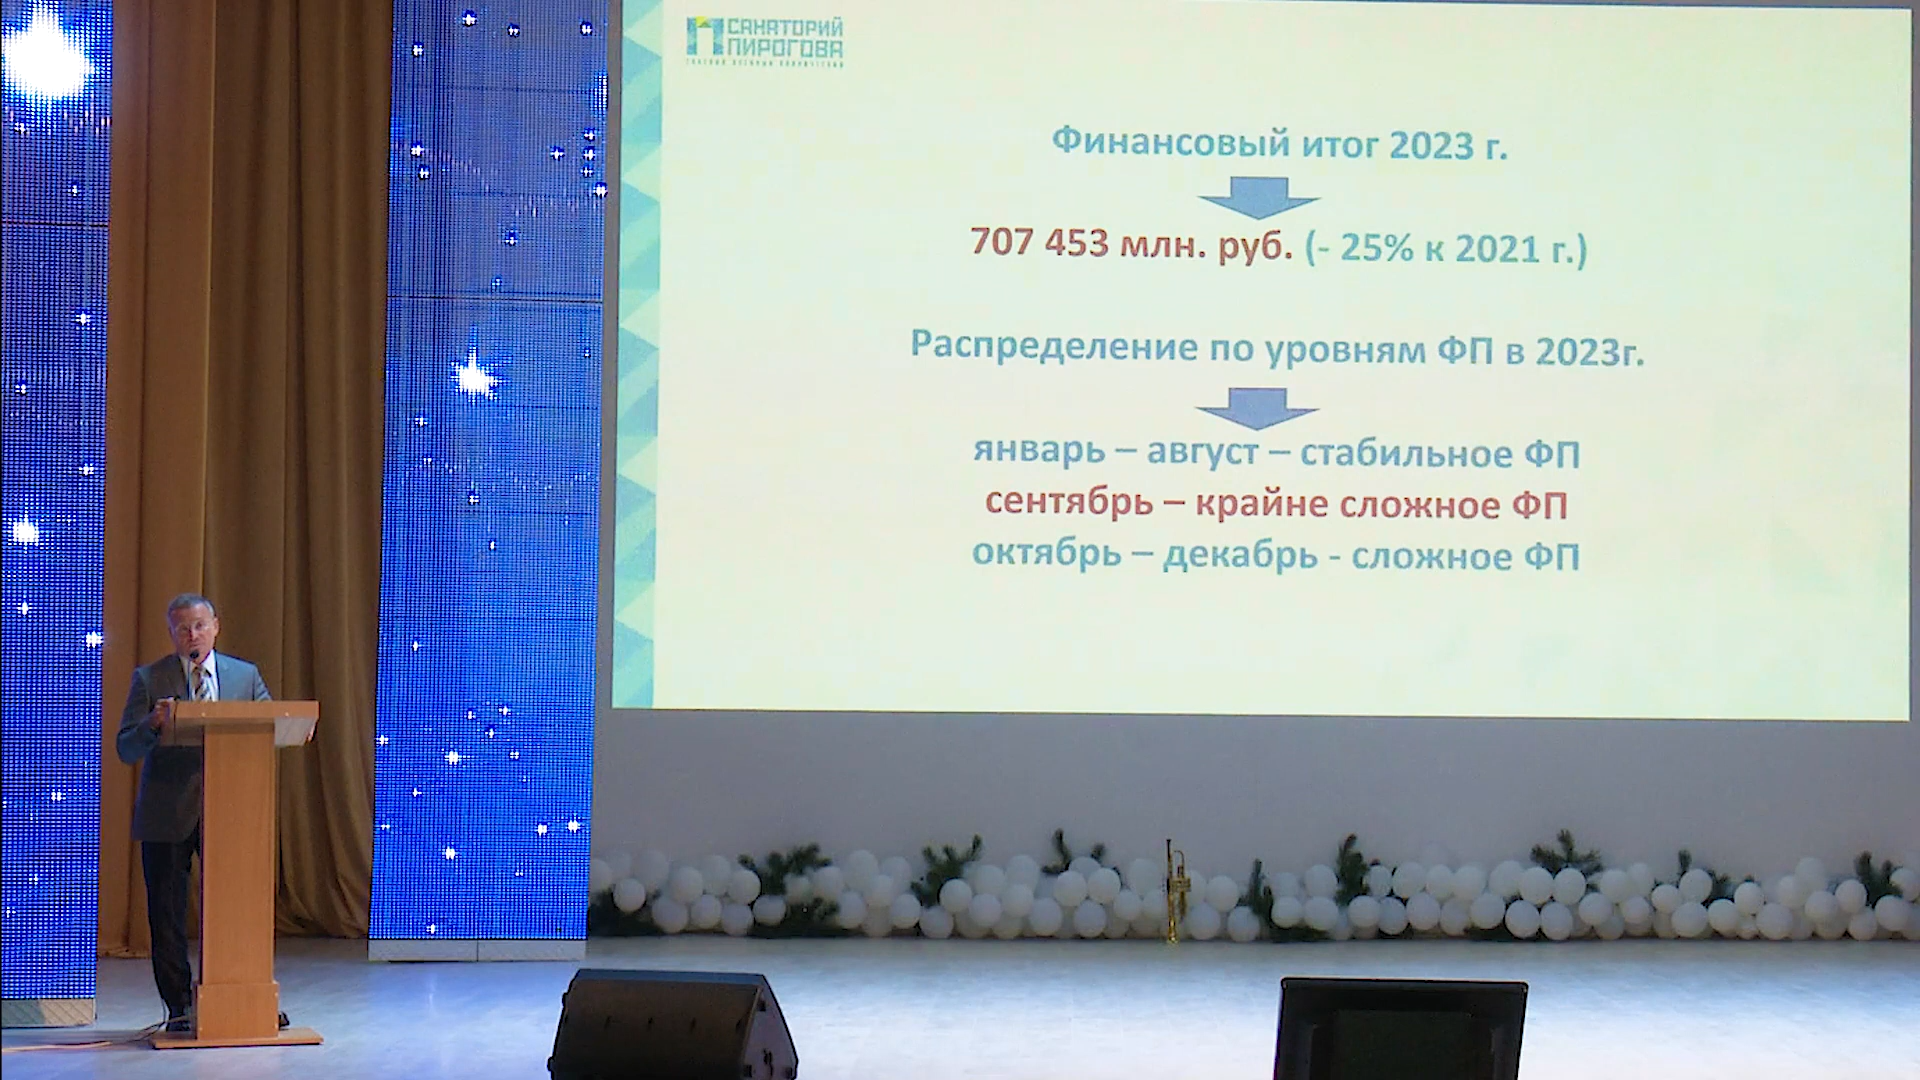 САНАТОРИЙ
ПИРОГОВА
Финансовый итог 2023 г.
707 453 млн. руб. (- 25% к 2021 г.)
Распределение по уровням ФП в 2023г.
январь – август – стабильное ФП
сентябрь – крайне сложное ФП
октябрь – декабрь - сложное ФП